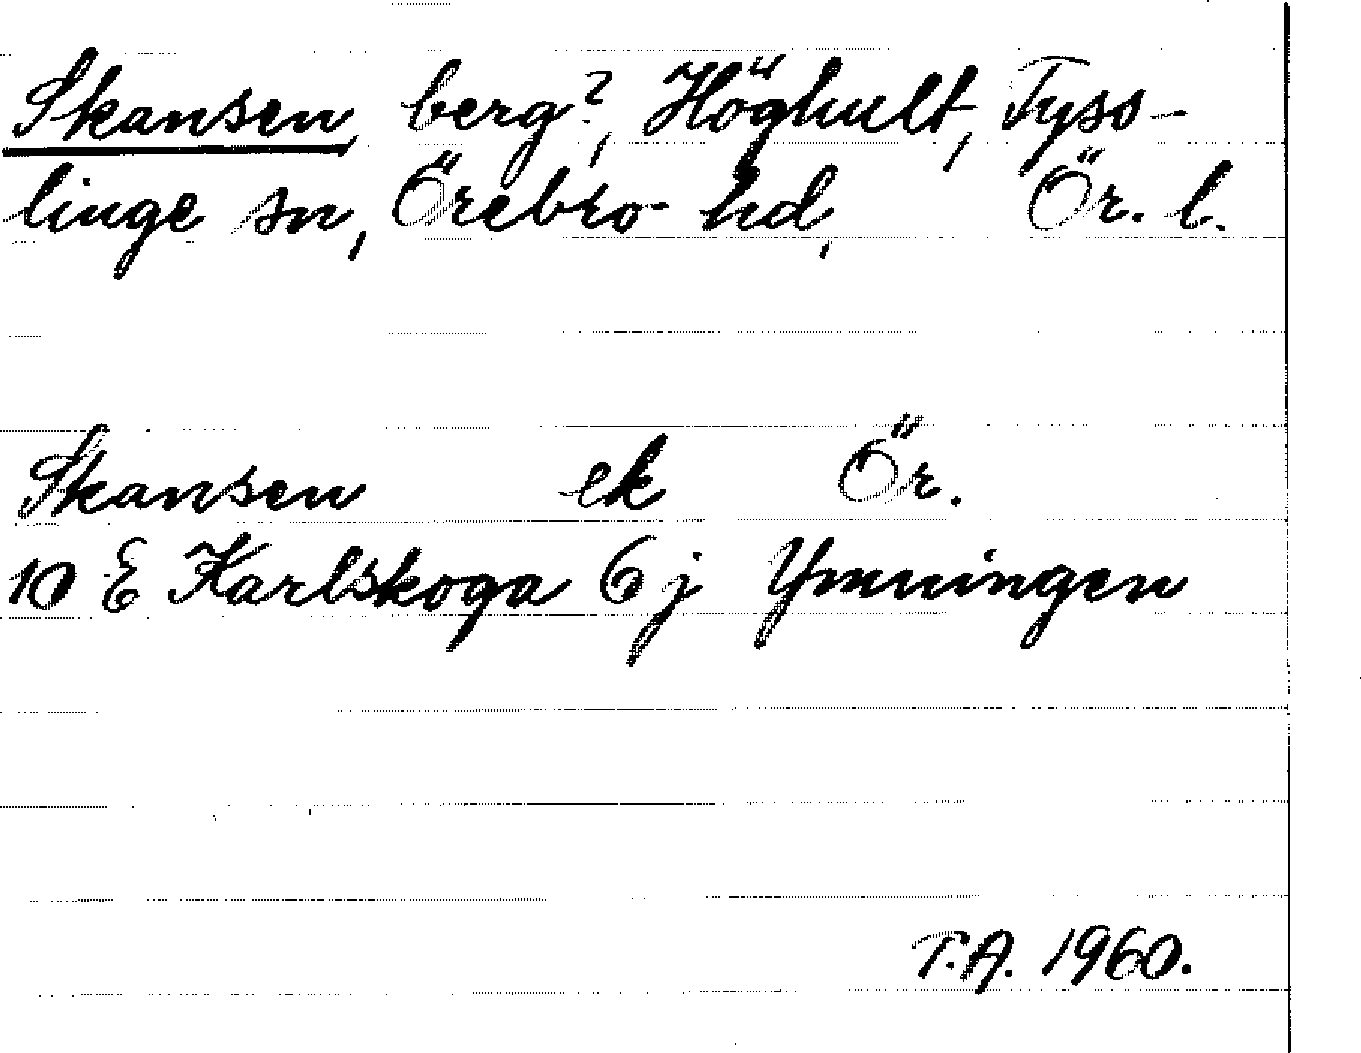 Skansen, berg?, Höghult, Tyss-
linge sn, Örebro hd, Ör. l.
Skansen ek Ör.
10 E Karlskoga 6 j Ymningen
T.A. 1960.